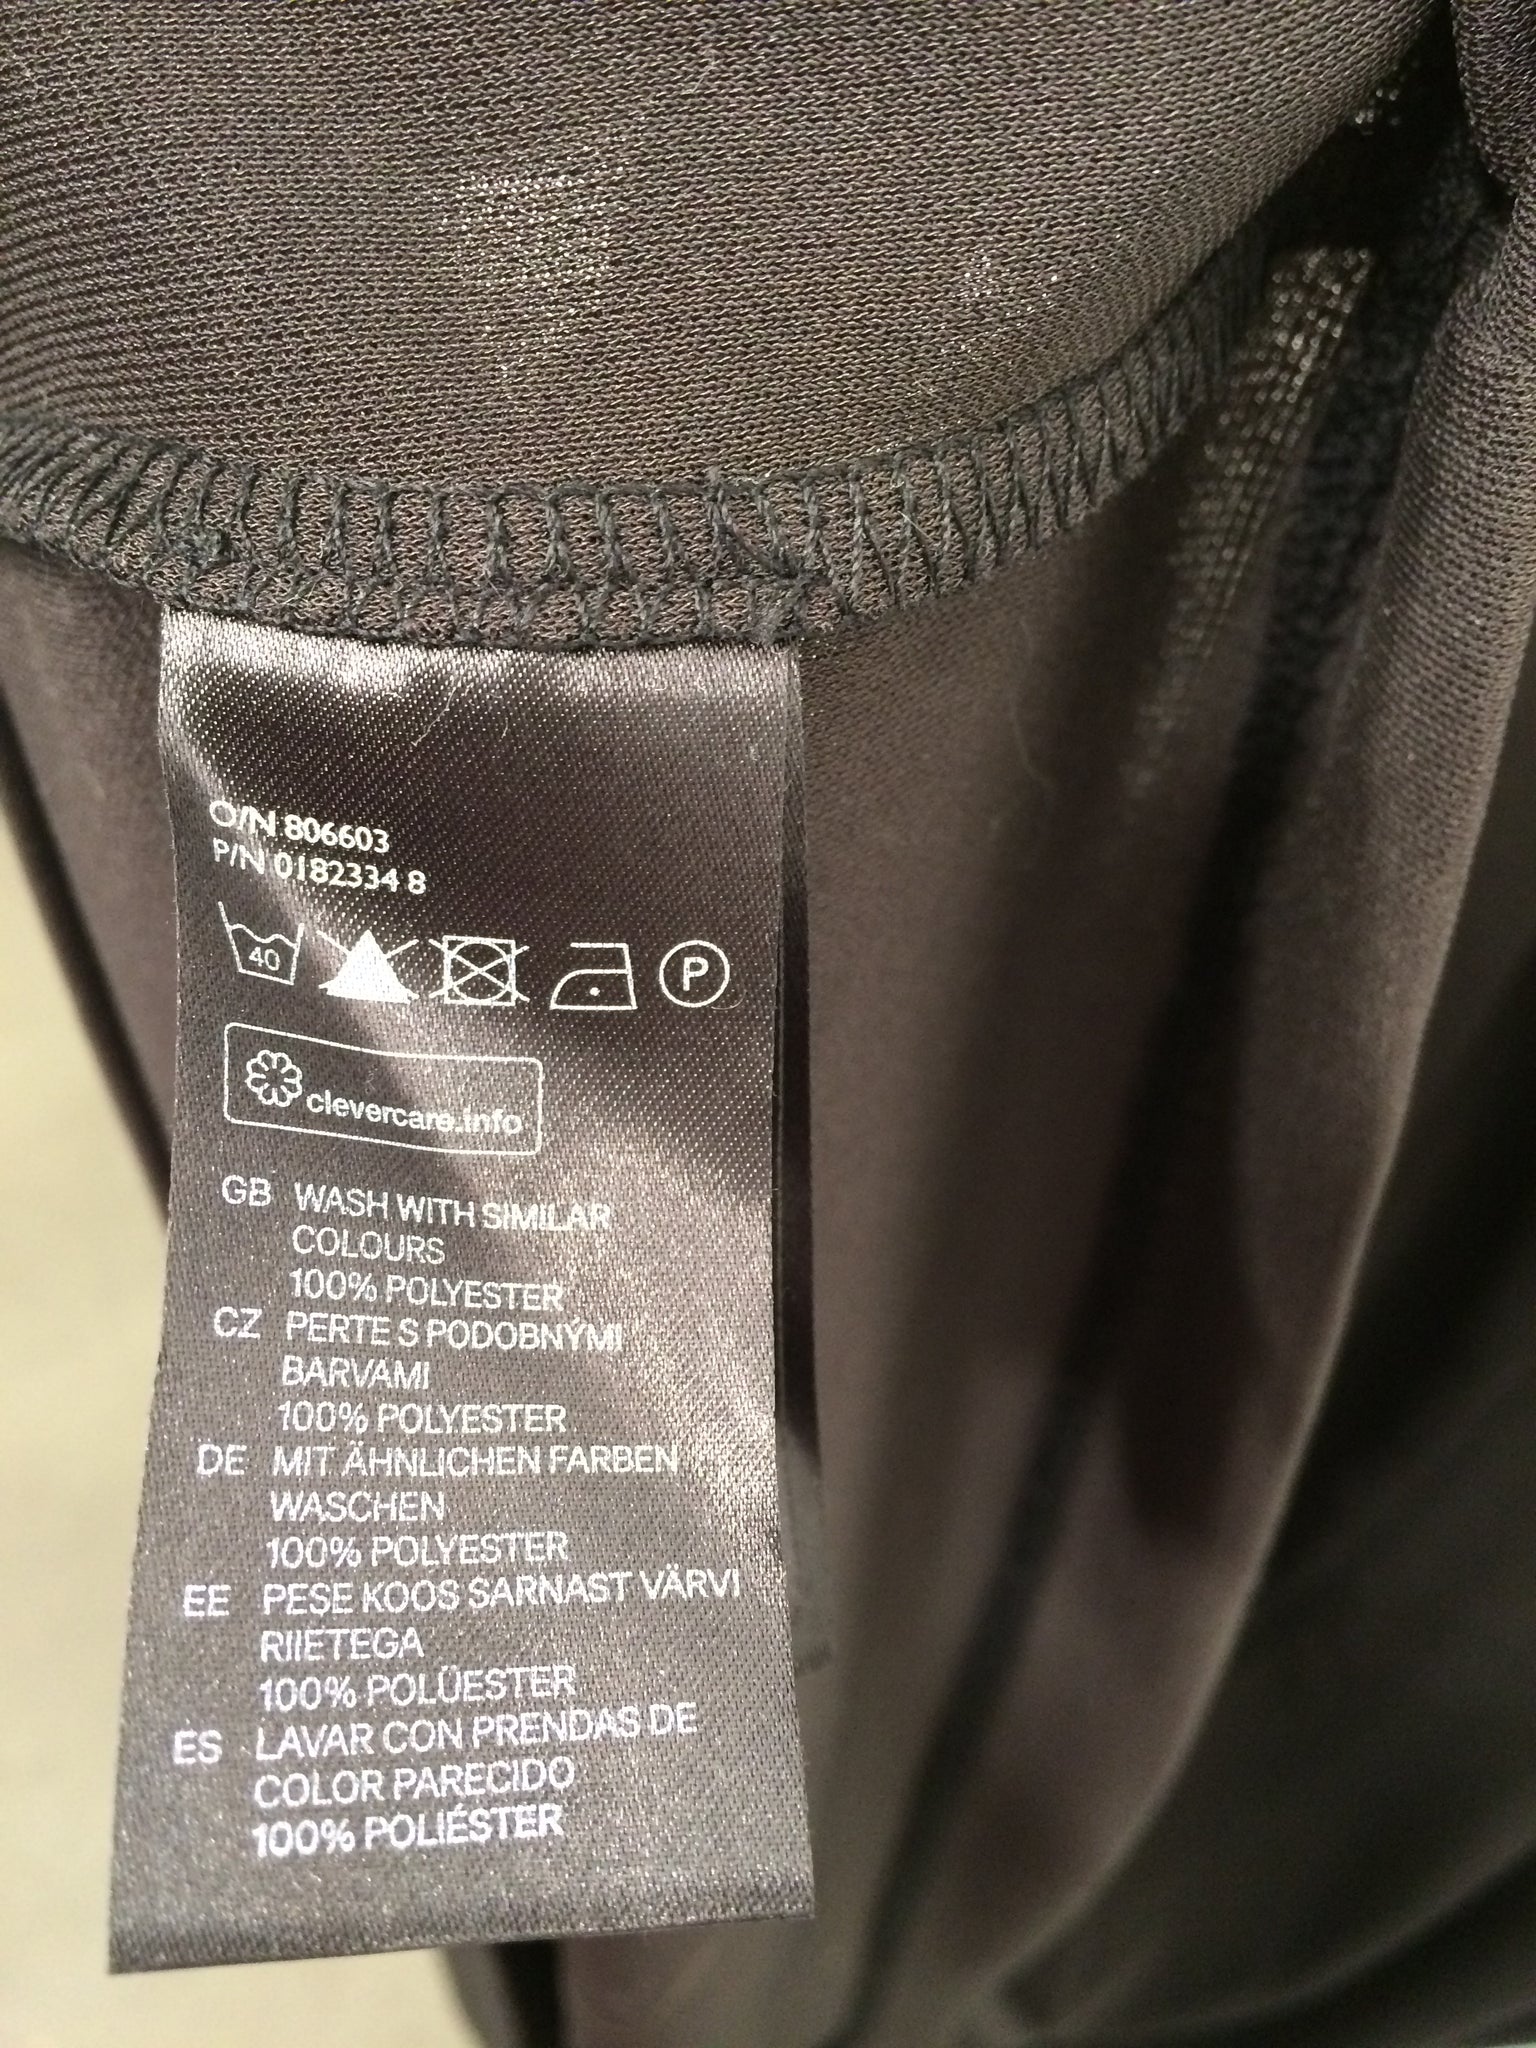 O/N 806603
P/N 0182334 8
40 P
clevercare.info
GB WASH WITH SIMILAR
COLOURS
100% POLYESTER
CZ PERTE S PODOBNÝMI
BARVAMI
100% POLYESTER
DE MIT ÄHNLICHEN FARBEN
WASCHEN
100% POLYESTER
EE PESE KOOS SARNAST VÄRVI
RIIETEGA
100% POLÜESTER
ES LAVAR CON PRENDAS DE
COLOR PARECIDO
100% POLIÉSTER